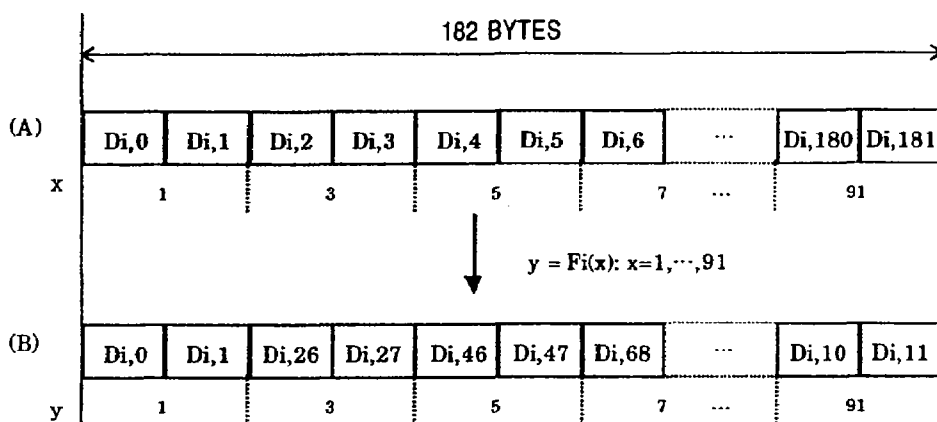 182 BYTES
(A) Di,0 Di,1 Di,2 Di,3 Di,4 Di,5 Di,6 ... Di,180 Di,181
x 1 3 5 7 ... 91
y = Fi(x): x=1,...,91
(B) Di,0 Di,1 Di,26 Di,27 Di,46 Di,47 Di,68 ... Di,10 Di,11
y 1 3 5 7 ... 91